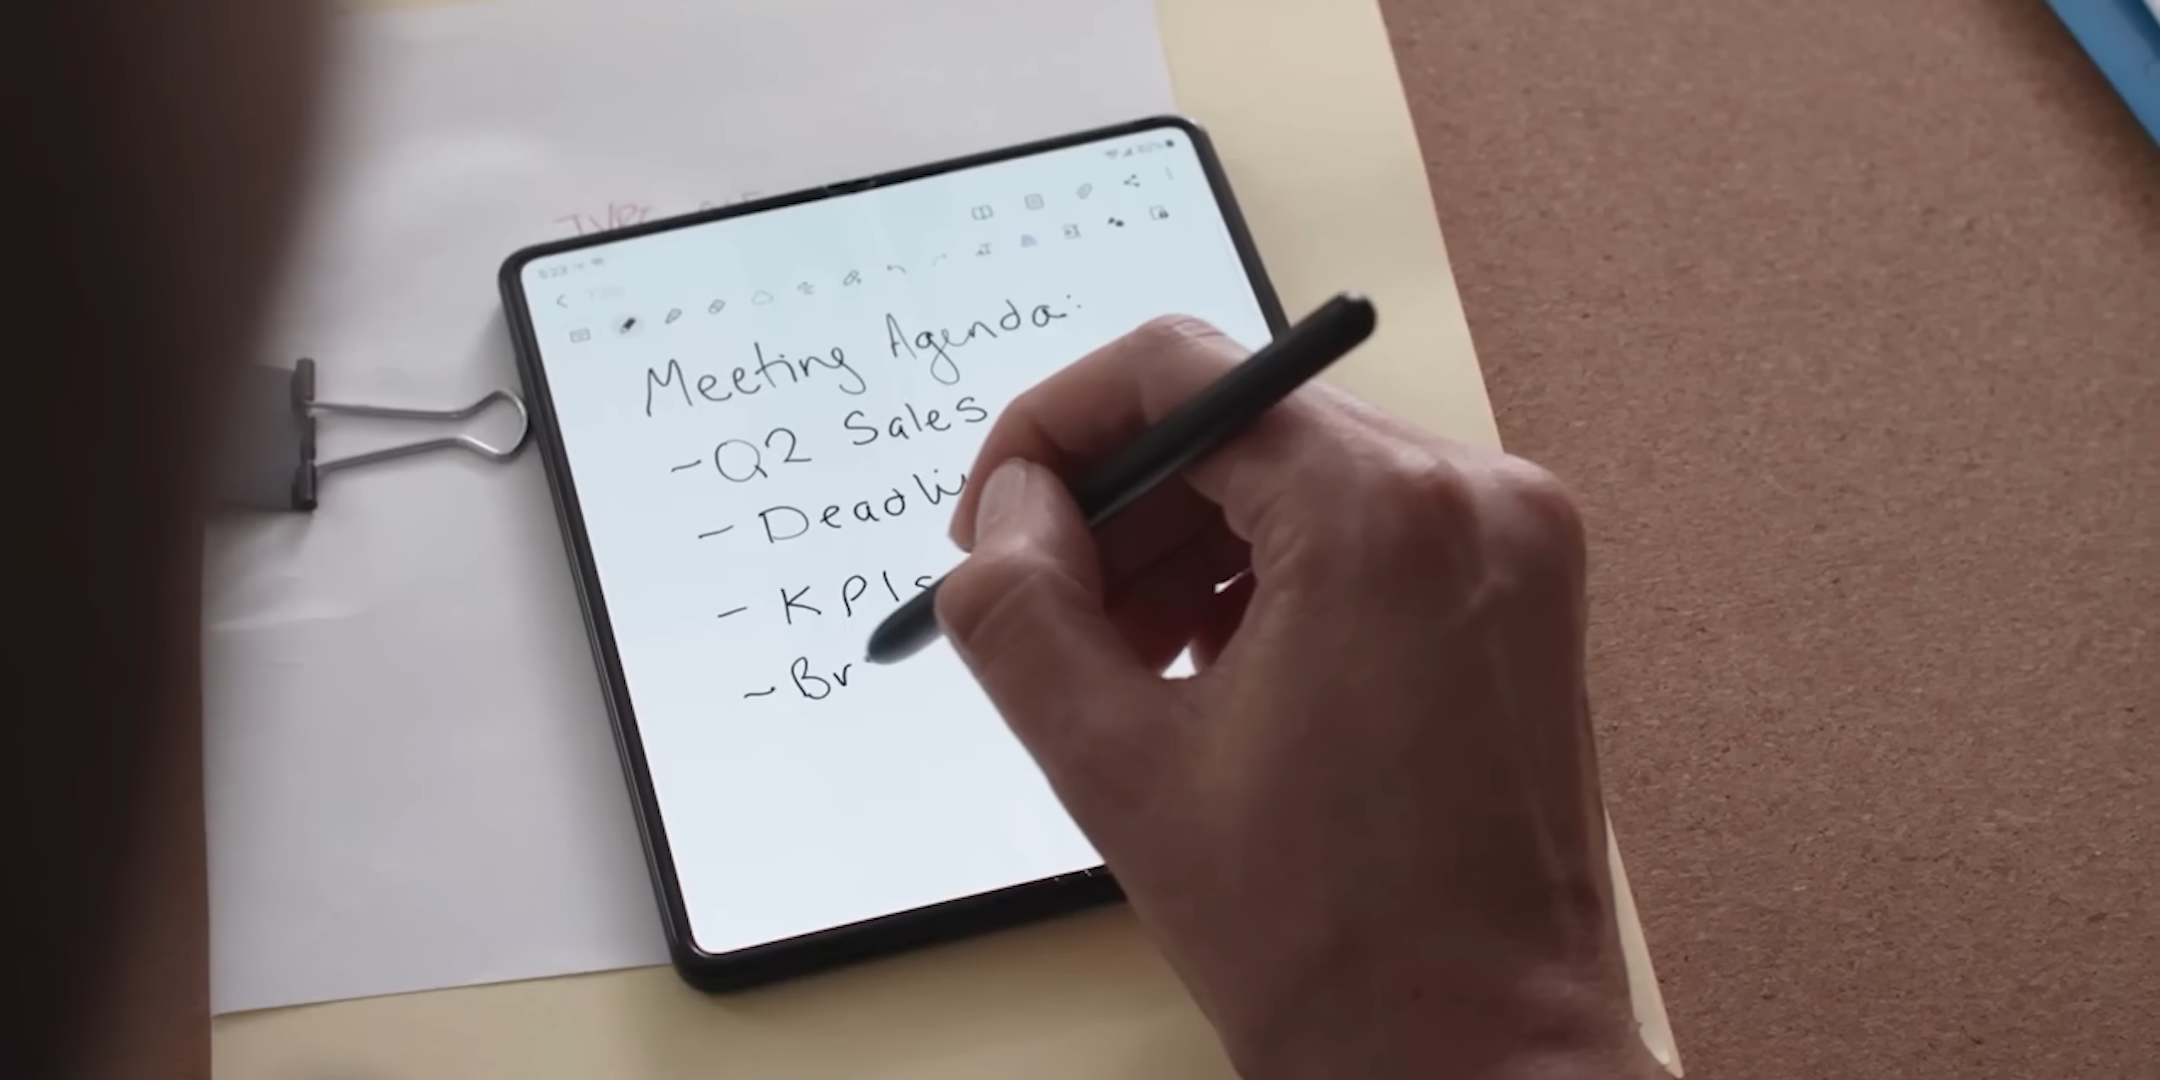 Meeting Agenda:
~Q2 Sales
- Deadli
- KPIs
~Br